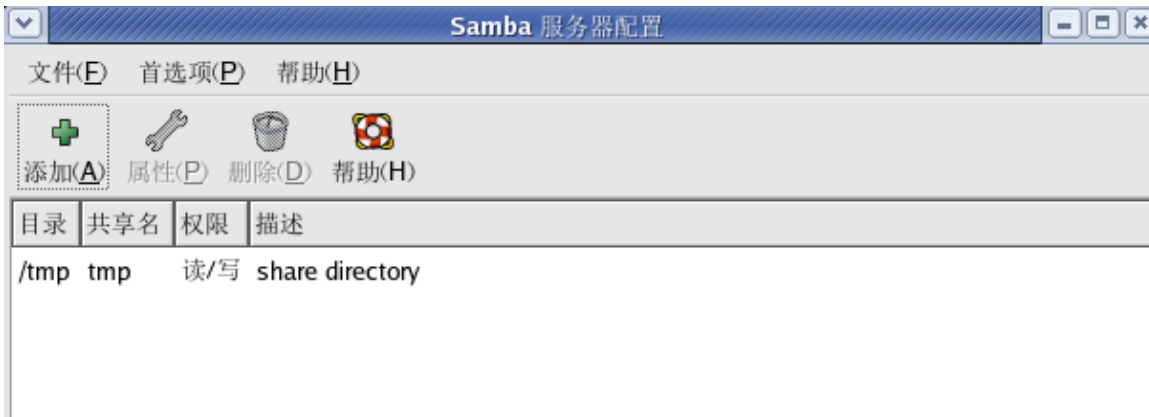 Samba 服务器配置
文件(F) 首选项(P) 帮助(H)
添加(A) 属性(P) 删除(D) 帮助(H)
目录 共享名 权限 描述
/tmp tmp 读/写 share directory